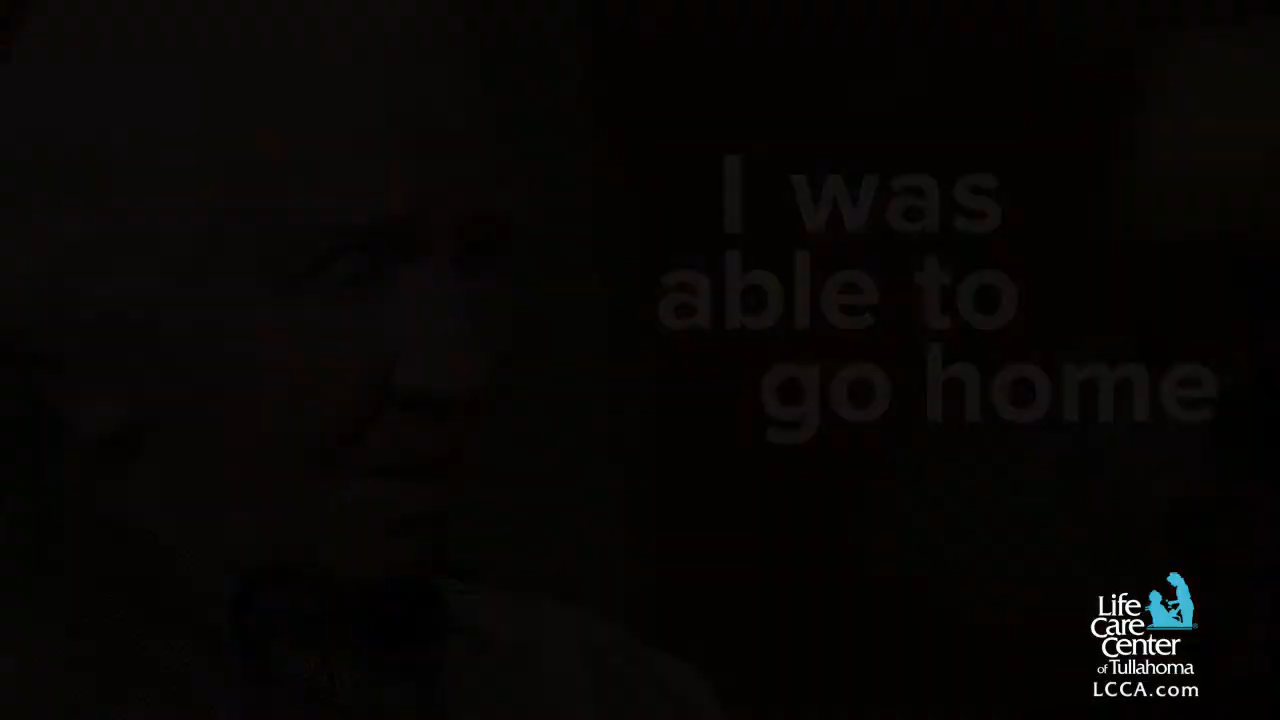 I was
able to
go home
Life
Care
Center
of Tullahoma
LCCA.com